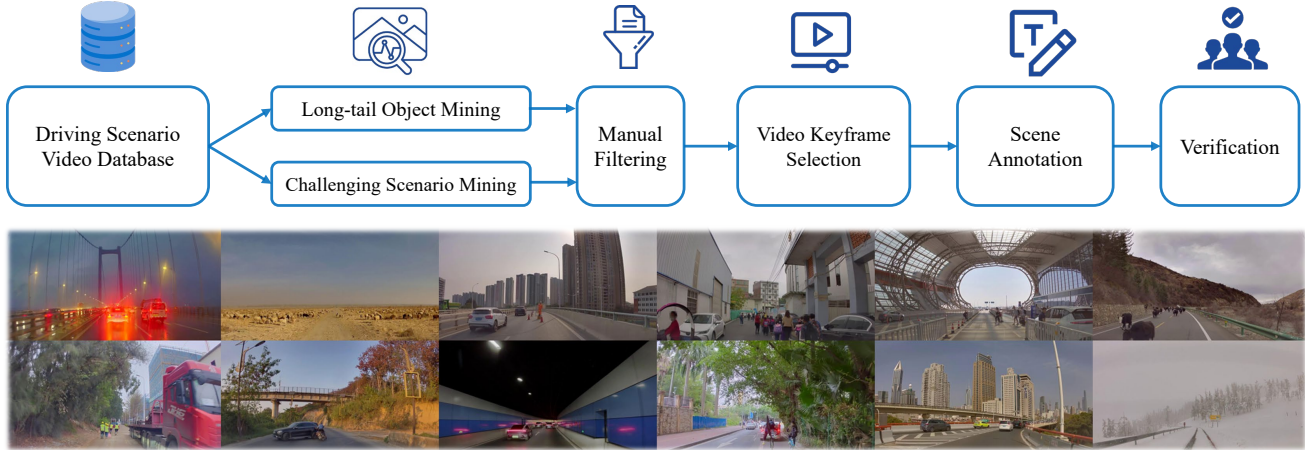 Driving Scenario
Video Database
Long-tail Object Mining
Challenging Scenario Mining
Manual
Filtering
Video Keyframe
Selection
T
Scene
Annotation
Verification